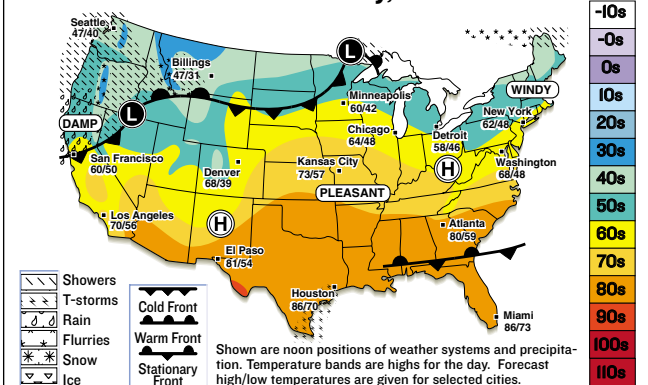 Seattle
47/40
Billings
47/31
L
L
Minneapolis
60/42
WINDY
New York
62/48
DAMP
Chicago
64/48
Detroit
58/46
San Francisco
60/50
Denver
68/39
Kansas City
73/57
H
Washington
68/48
PLEASANT
Los Angeles
70/56
H
Atlanta
80/59
El Paso
81/54
Houston
86/70
Miami
86/73
Showers
T-storms
Rain
Flurries
Snow
Ice
Cold Front
Warm Front
Stationary
Front
Shown are noon positions of weather systems and precipita-
tion. Temperature bands are highs for the day. Forecast
high/low temperatures are given for selected cities.
-10s
-0s
0s
10s
20s
30s
40s
50s
60s
70s
80s
90s
100s
110s